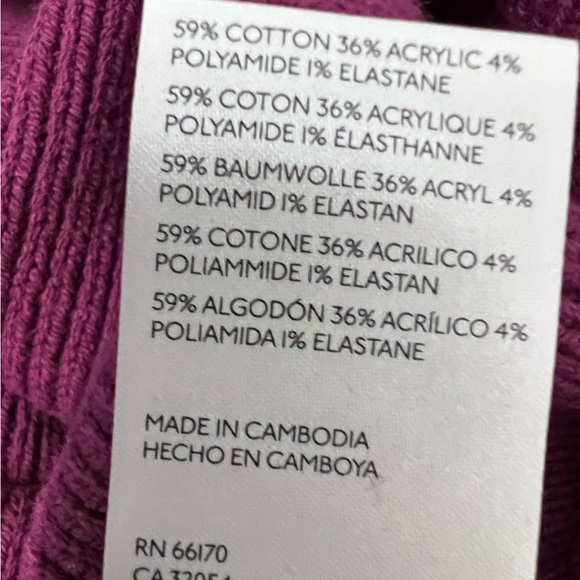 59% COTTON 36% ACRYLIC 4%
POLYAMIDE 1% ELASTANE
59% COTON 36% ACRYLIQUE 4%
POLYAMIDE 1% ÉLASTHANNE
59% BAUMWOLLE 36% ACRYL 4%
POLYAMID 1% ELASTAN
59% COTONE 36% ACRILICO 4%
POLIAMMIDE 1% ELASTAN
59% ALGODÓN 36% ACRÍLICO 4%
POLIAMIDA 1% ELASTANE
MADE IN CAMBODIA
HECHO EN CAMBOYA
RN 66170
CA